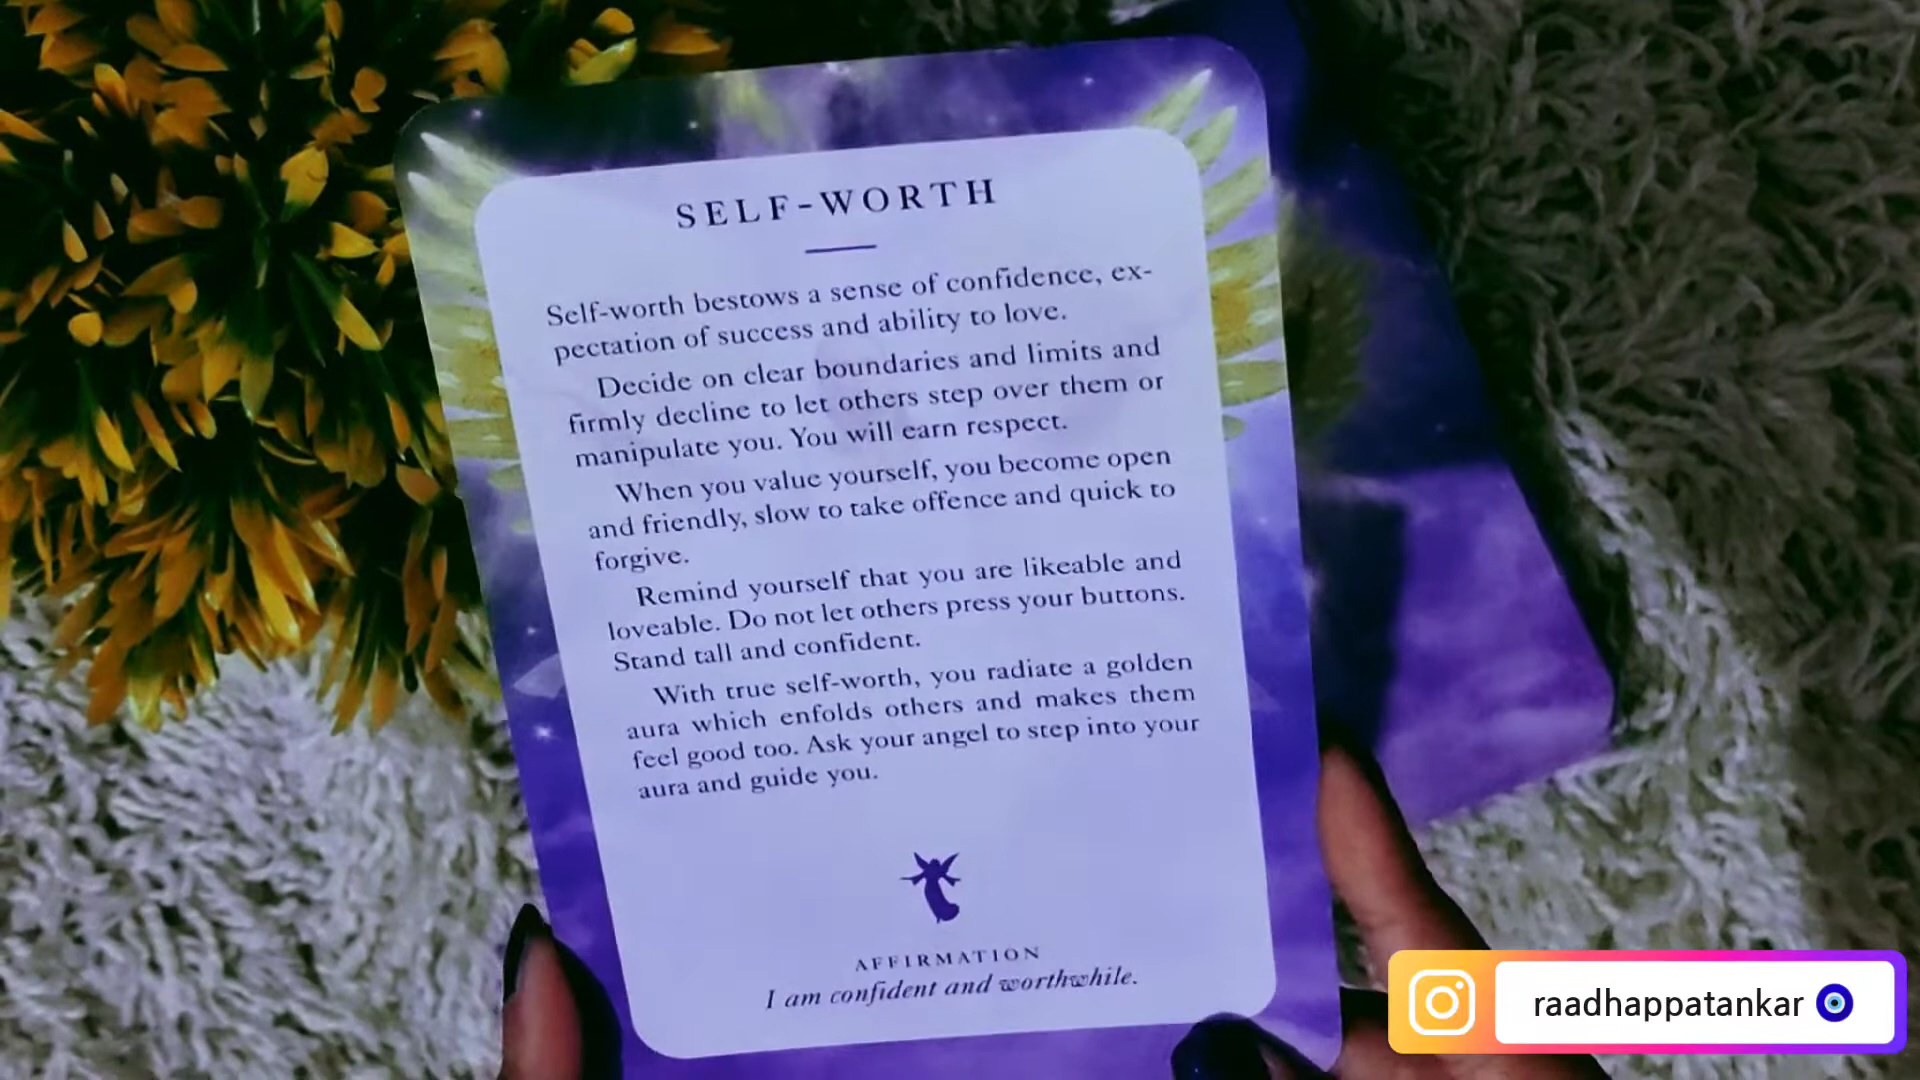 SELF-WORTH
Self-worth bestows a sense of confidence, ex-
pectation of success and ability to love.
Decide on clear boundaries and limits and
firmly decline to let others step over them or
manipulate you. You will earn respect.
When you value yourself, you become open
and friendly, slow to take offence and quick to
forgive.
Remind yourself that you are likeable and
loveable. Do not let others press your buttons.
Stand tall and confident.
With true self-worth, you radiate a golden
aura which enfolds others and makes them
feel good too. Ask your angel to step into your
aura and guide you.
AFFIRMATION
I am confident and worthwhile.
raadhappatankar